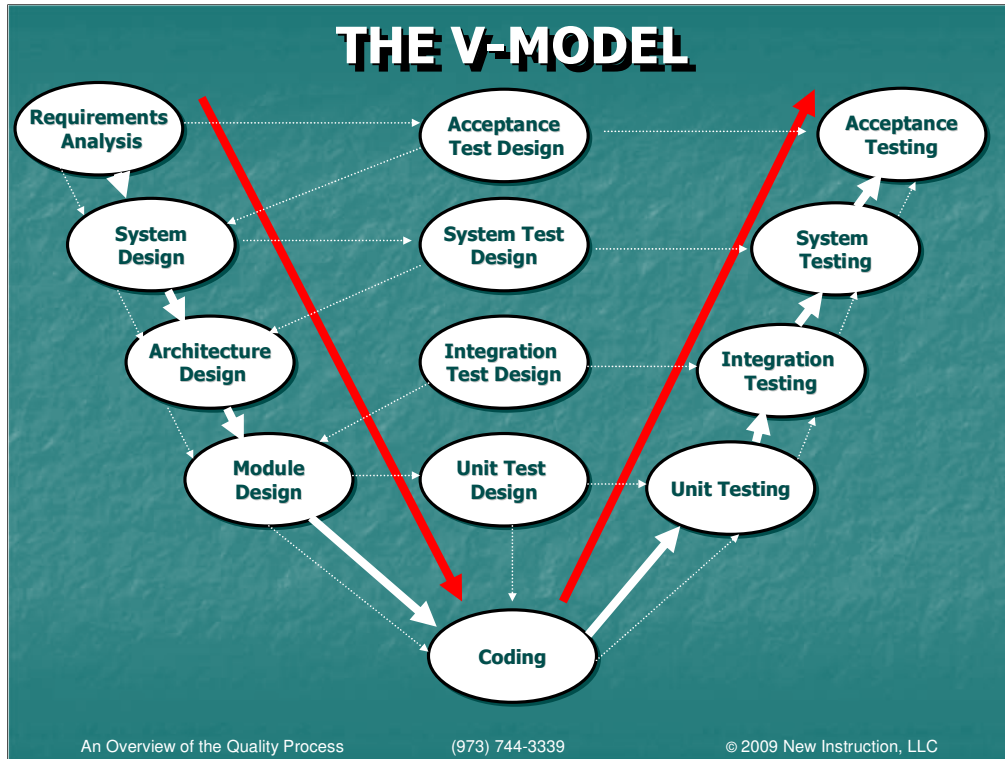 THE V-MODEL
Requirements
Analysis
Acceptance
Test Design
Acceptance
Testing
System
Design
System Test
Design
System
Testing
Architecture
Design
Integration
Test Design
Integration
Testing
Module
Design
Unit Test
Design
Unit Testing
Coding
An Overview of the Quality Process
(973) 744-3339
© 2009 New Instruction, LLC